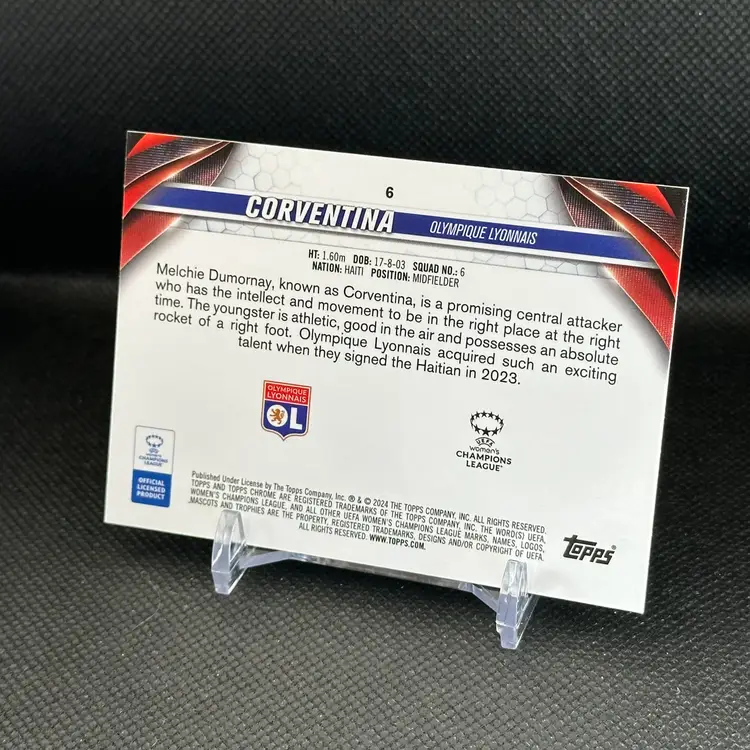 6
CORVENTINA OLYMPIQUE LYONNAIS
HT: 1.60m DOB: 17-8-03 SQUAD NO.: 6
NATION: HAITI POSITION: MIDFIELDER
Melchie Dumornay, known as Corventina, is a promising central attacker
who has the intellect and movement to be in the right place at the right
time. The youngster is athletic, good in the air and possesses an absolute
rocket of a right foot. Olympique Lyonnais acquired such an exciting
talent when they signed the Haitian in 2023.
OLYMPIQUE
LYONNAIS
OL
UEFA
women's
CHAMPIONS
LEAGUE
UEFA
women's
CHAMPIONS
LEAGUE
OFFICIAL
LICENSED
PRODUCT
Published Under License by The Topps Company, Inc. ® & © 2024 THE TOPPS COMPANY, INC. ALL RIGHTS RESERVED.
TOPPS AND TOPPS CHROME ARE REGISTERED TRADEMARKS OF THE TOPPS COMPANY, INC. THE WORD(S) UEFA,
WOMEN'S CHAMPIONS LEAGUE, AND ALL OTHER UEFA WOMEN'S CHAMPIONS LEAGUE MARKS, NAMES, LOGOS,
MASCOTS AND TROPHIES ARE THE PROPERTY, REGISTERED TRADEMARKS, DESIGNS AND/OR COPYRIGHT OF UEFA.
ALL RIGHTS RESERVED. WWW.TOPPS.COM.
topps